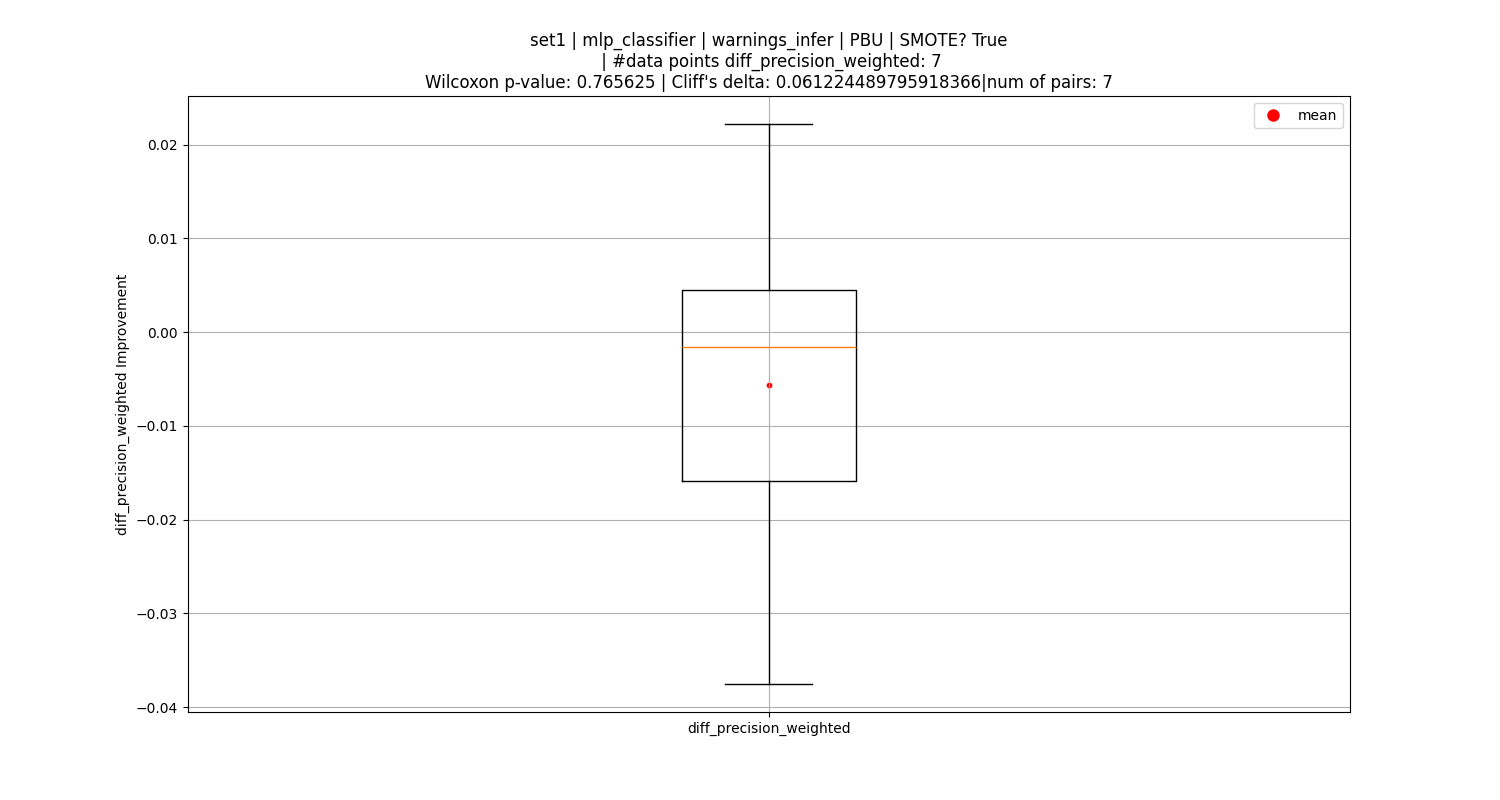 set1 | mlp_classifier | warnings_infer | PBU | SMOTE? True
| #data points diff_precision_weighted: 7
Wilcoxon p-value: 0.765625 | Cliff's delta: 0.061224489795918366|num of pairs: 7
mean
0.02
0.01
0.00
−0.01
−0.02
−0.03
−0.04
diff_precision_weighted Improvement
diff_precision_weighted